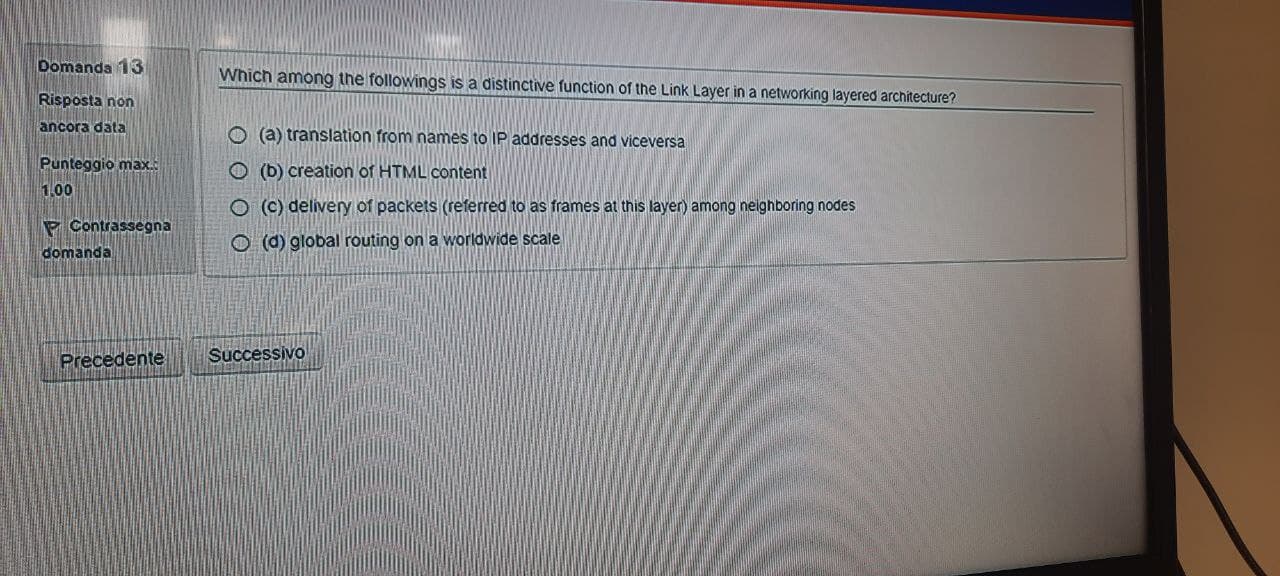 Domanda 13
Risposta non
ancora data
Punteggio max.:
1,00
Contrassegna
domanda
Which among the followings is a distinctive function of the Link Layer in a networking layered architecture?
(a) translation from names to IP addresses and viceversa
(b) creation of HTML content
(c) delivery of packets (referred to as frames at this layer) among neighboring nodes
(d) global routing on a worldwide scale
Precedente
Successivo